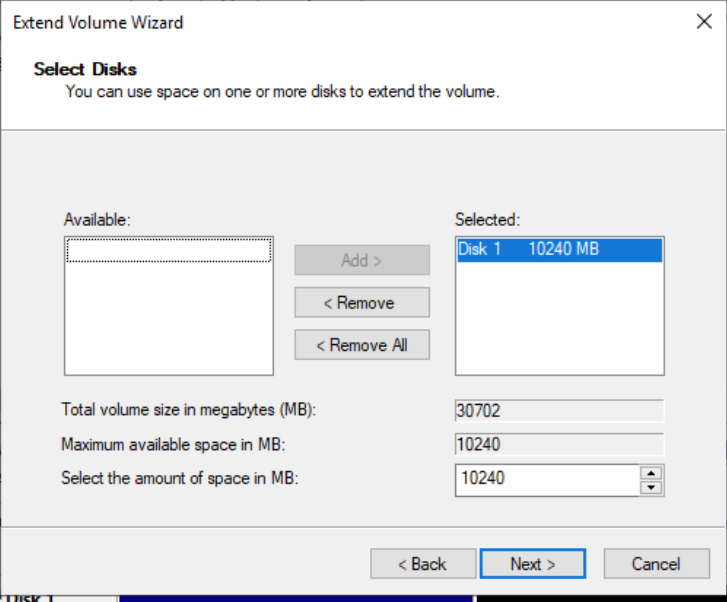 Extend Volume Wizard
Select Disks
You can use space on one or more disks to extend the volume.
Available:
Selected:
Disk 1 10240 MB
Add >
< Remove
< Remove All
Total volume size in megabytes (MB): 30702
Maximum available space in MB: 10240
Select the amount of space in MB: 10240
< Back Next > Cancel
Disk 1